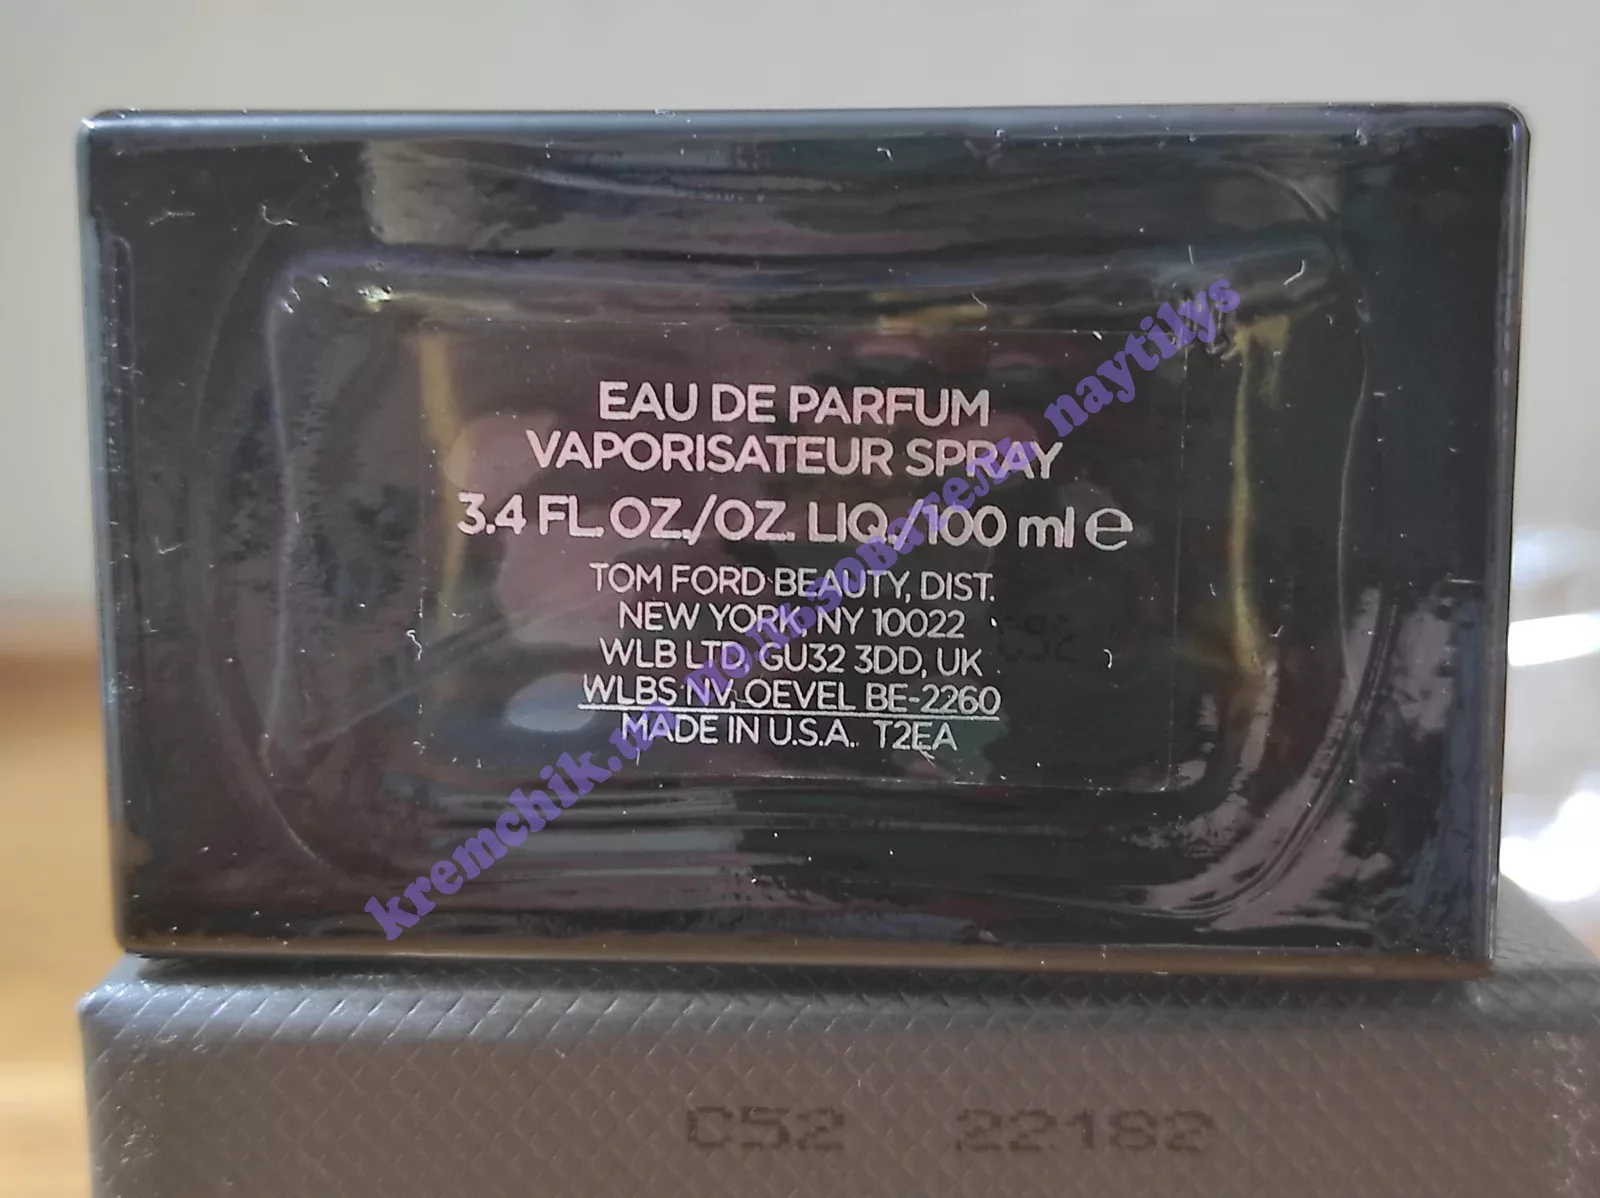 EAU DE PARFUM
VAPORISATEUR SPRAY
3.4 FL. OZ./OZ. LIQ./100 ml e
TOM FORD BEAUTY, DIST.
NEW YORK, NY 10022
WLB LTD, GU32 3DD, UK
C52
WLBS NV, OEVEL BE-2260
MADE IN U.S.A. T2EA
C52 22182